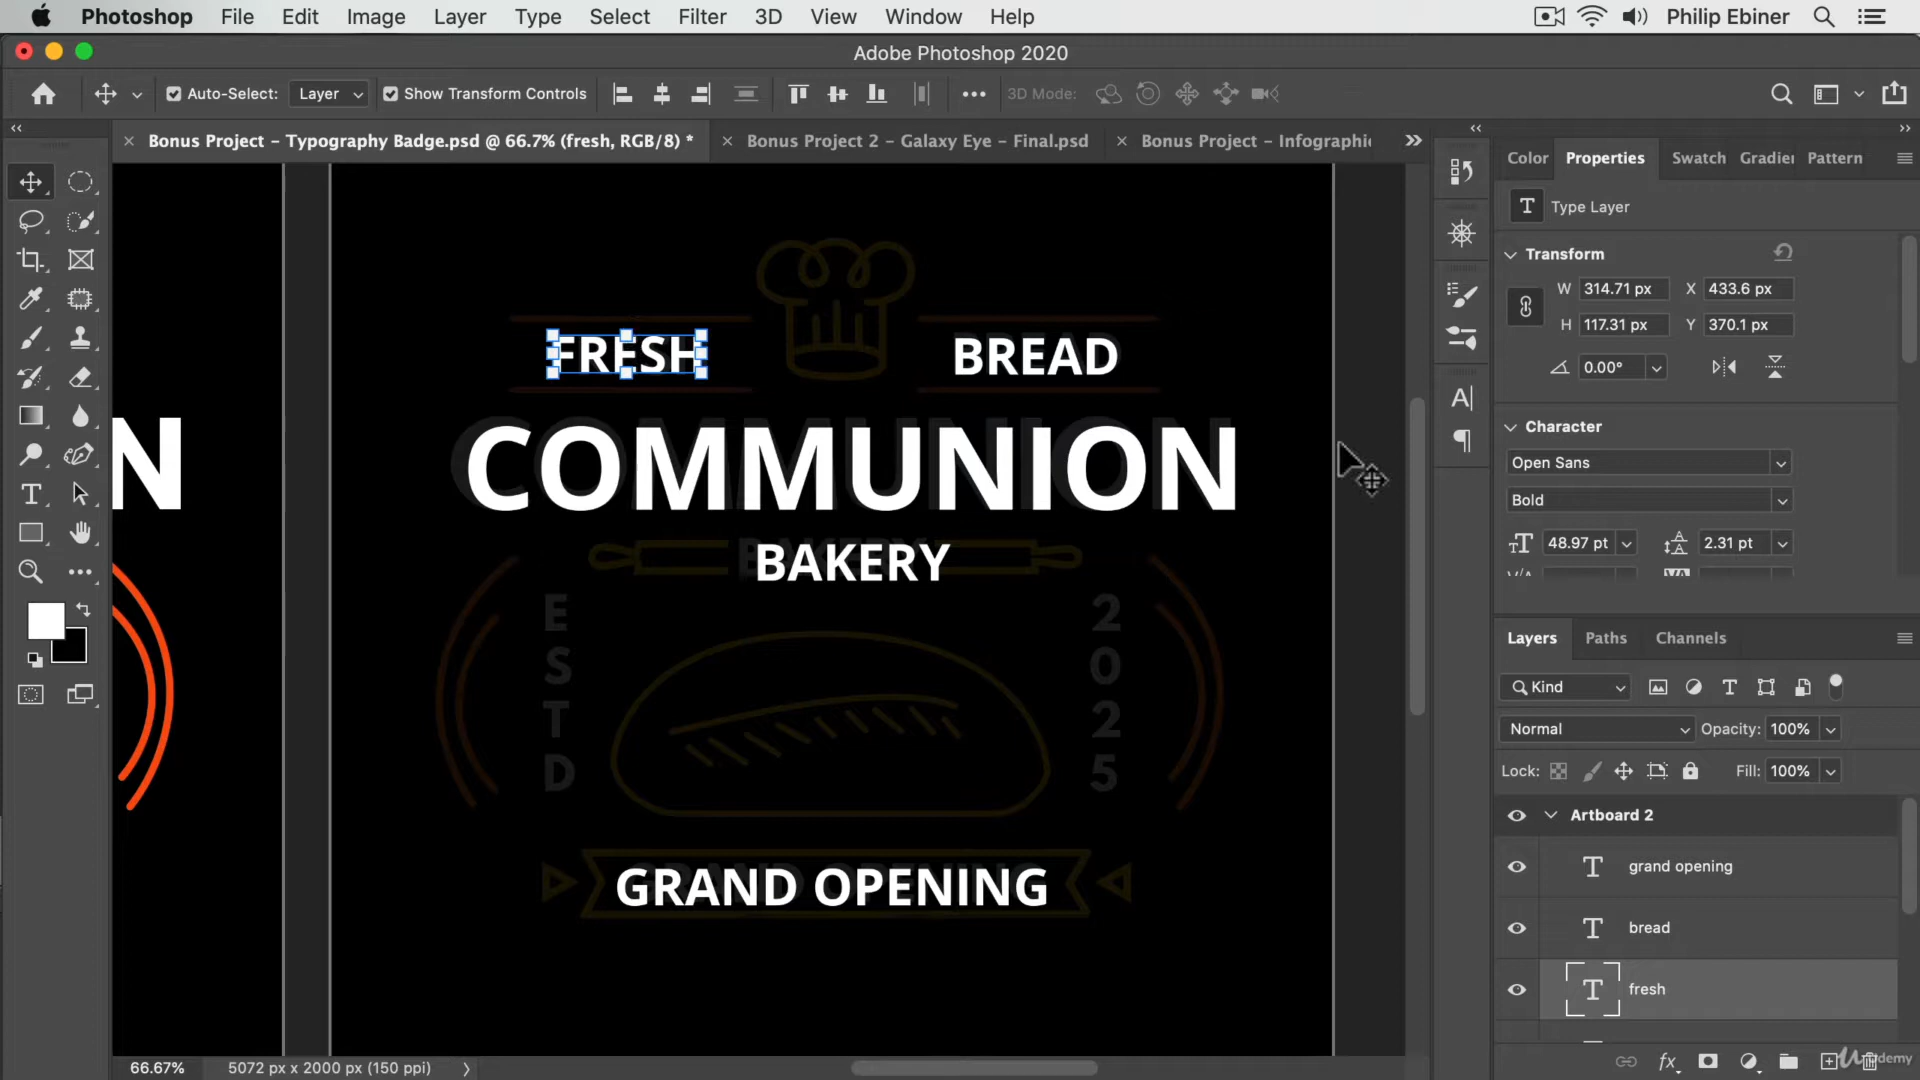 Photoshop File Edit Image Layer Type Select Filter 3D View Window Help Philip Ebiner
Adobe Photoshop 2020
Auto-Select: Layer Show Transform Controls 3D Mode:
Bonus Project – Typography Badge.psd @ 66.7% (fresh, RGB/8) * Bonus Project 2 – Galaxy Eye – Final.psd Bonus Project – Infographi
Color Properties Swatch Gradie Pattern
Type Layer
Transform
W 314.71 px X 433.6 px
H 117.31 px Y 370.1 px
0.00°
Character
Open Sans
Bold
48.97 pt 2.31 pt
FRESH BREAD
N COMMUNION
BAKERY
E 2
S 0
T 2
D 5
GRAND OPENING
Layers Paths Channels
Kind
Normal Opacity: 100%
Lock: Fill: 100%
Artboard 2
grand opening
bread
fresh
fx
66.67% 5072 px x 2000 px (150 ppi)
Udemy